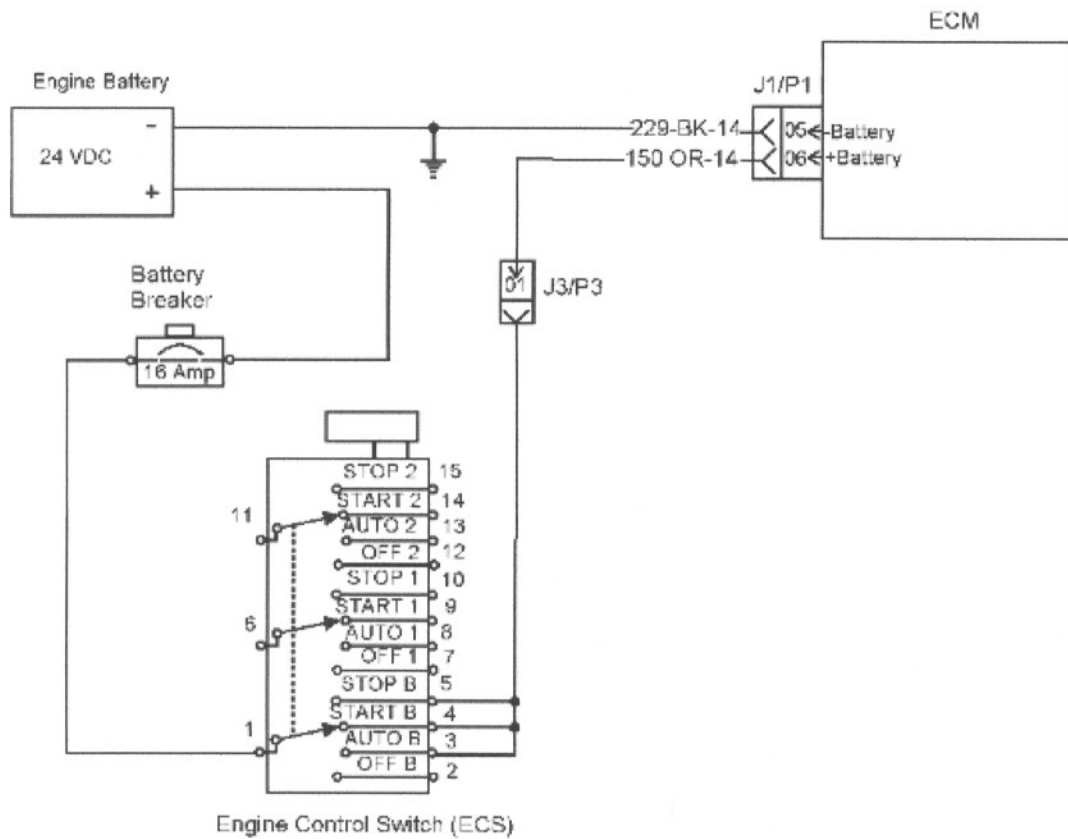 ECM
Engine Battery
J1/P1
-
24 VDC
+
229-BK-14
05
-Battery
150 OR-14
06
+Battery
01
J3/P3
Battery
Breaker
16 Amp
STOP 2 15
START 2 14
11
AUTO 2 13
OFF 2 12
STOP 1 10
START 1 9
6
AUTO 1 8
OFF 1 7
STOP B 5
START B 4
1
AUTO B 3
OFF B 2
Engine Control Switch (ECS)